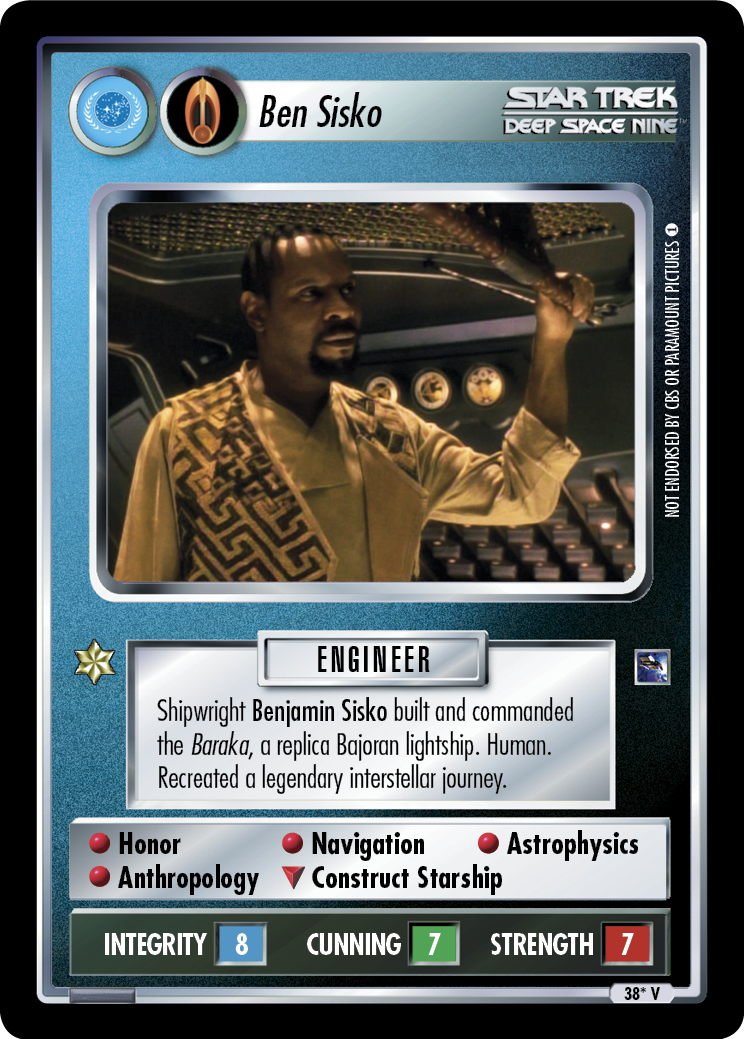 Ben Sisko
STAR TREK
DEEP SPACE NINE™
NOT ENDORSED BY CBS OR PARAMOUNT PICTURES 1
ENGINEER
Shipwright Benjamin Sisko built and commanded
the Baraka, a replica Bajoran lightship. Human.
Recreated a legendary interstellar journey.
Honor Navigation Astrophysics
Anthropology Construct Starship
INTEGRITY 8 CUNNING 7 STRENGTH 7
38* V